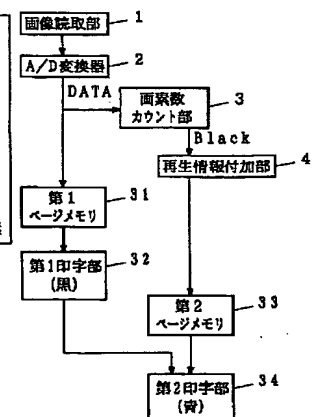 画像読取部
1
A/D変換器
2
DATA
画素数
カウント部
3
Black
再生情報付加部
4
第1
ページメモリ
31
第1印字部
(黒)
32
第2
ページメモリ
33
第2印字部
(青)
34